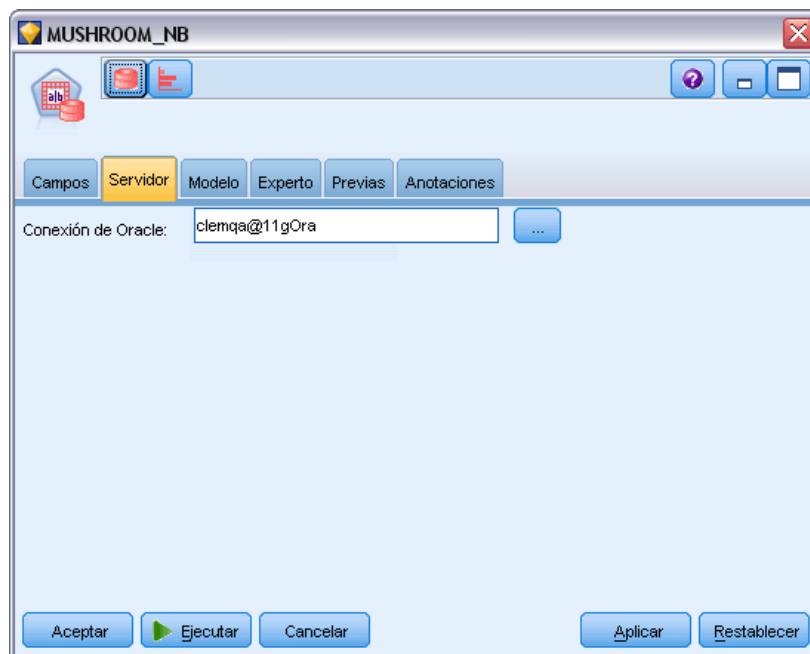 MUSHROOM_NB
a|b
?
Campos Servidor Modelo Experto Previas Anotaciones
Conexión de Oracle: clemqa@11gOra ...
Aceptar Ejecutar Cancelar Aplicar Restablecer